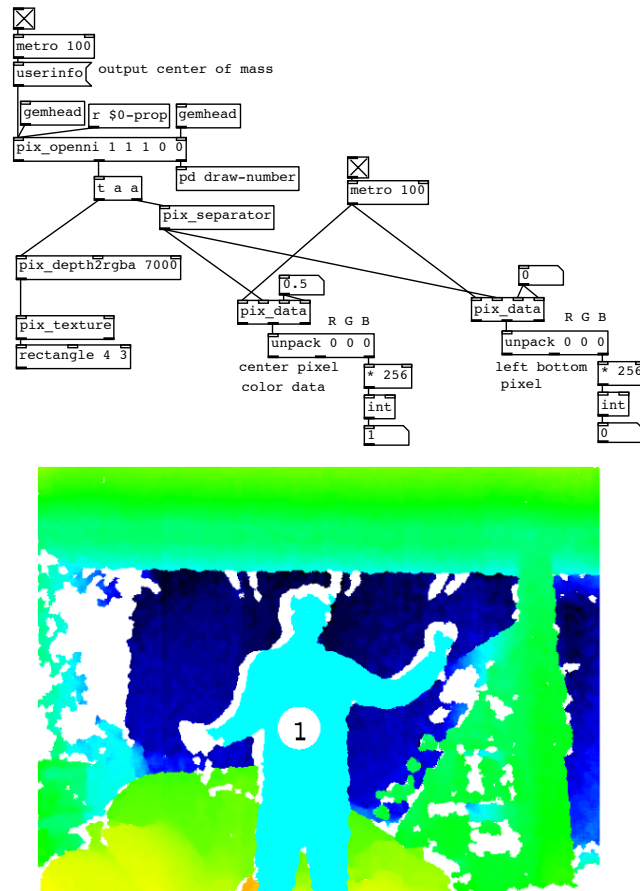 metro 100
userinfo output center of mass
gemhead
r $0-prop
gemhead
pix_openni 1 1 1 0 0
pd draw-number
metro 100
t a a
pix_separator
pix_depth2rgba 7000
0.5
0
pix_data
pix_data
R G B
R G B
pix_texture
unpack 0 0 0
unpack 0 0 0
rectangle 4 3
center pixel
color data
left bottom
pixel
* 256
* 256
int
int
1
0
1